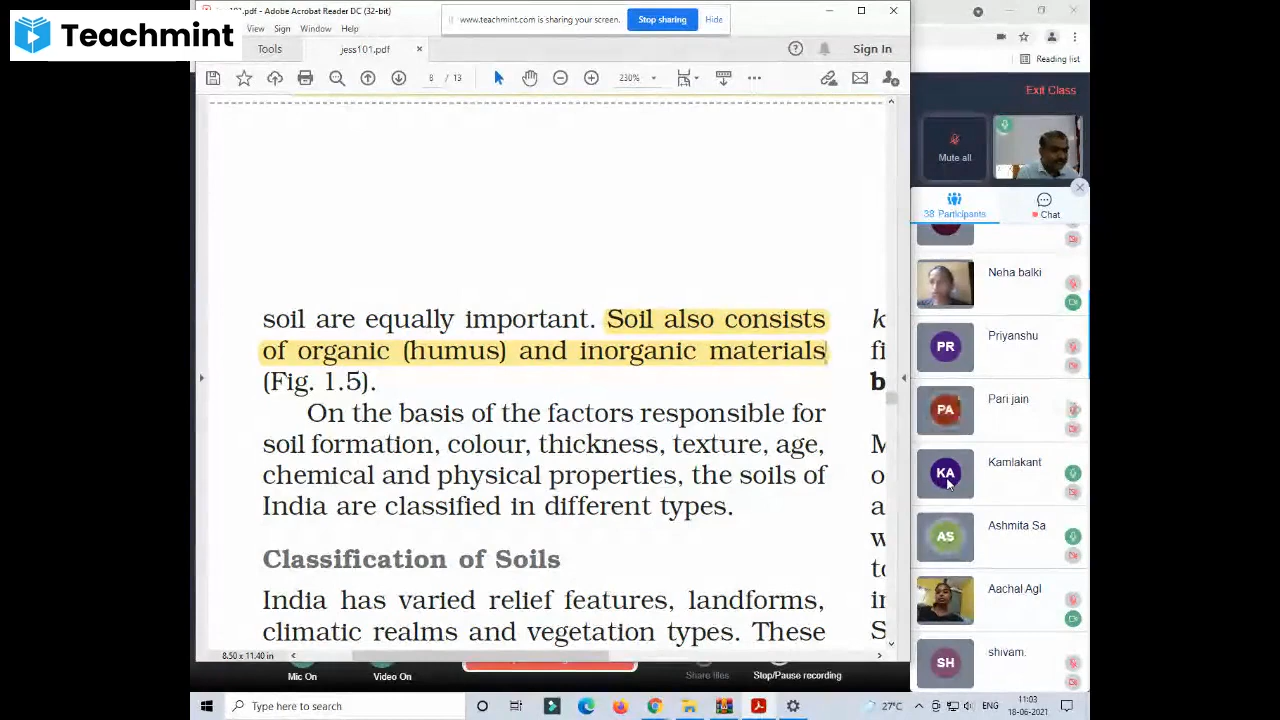 Teachmint
101.pdf - Adobe Acrobat Reader DC (32-bit)
www.teachmint.com is sharing your screen.
Stop sharing
Hide
View Sign Window Help
Tools
jess101.pdf
Sign In
8 / 13
230%
Reading list
Exit Class
Mute all
38 Participants
Chat
soil are equally important. Soil also consists
of organic (humus) and inorganic materials
(Fig. 1.5).
On the basis of the factors responsible for
soil formation, colour, thickness, texture, age,
chemical and physical properties, the soils of
India are classified in different types.
Classification of Soils
India has varied relief features, landforms,
climatic realms and vegetation types. These
Neha balki
PR Priyanshu
PA Pari jain
KA Kamlakant
AS Ashmita Sa
Aachal Agl
SH shivam.
8.50 x 11.40 in
Mic On
Video On
Share files
Stop/Pause recording
Type here to search
27°C
ENG
11:03
18-06-2021